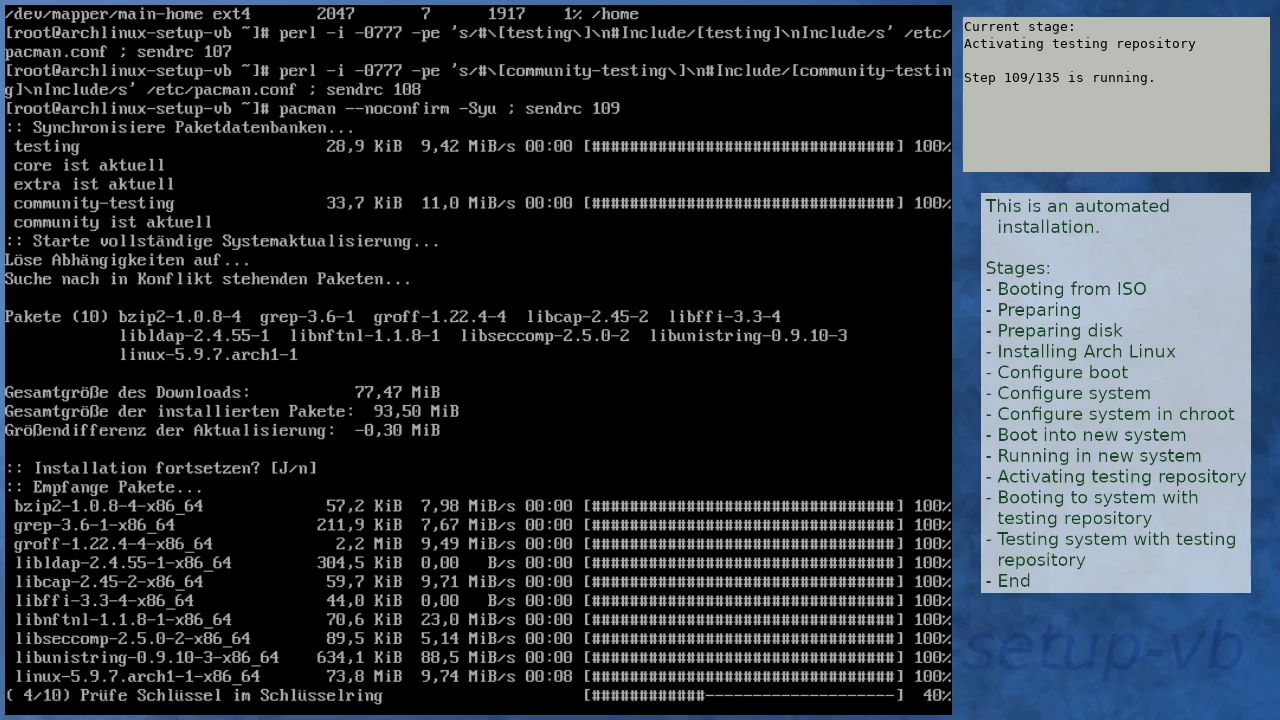 /dev/mapper/main-home ext4       2047       7      1917    1% /home
[root@archlinux-setup-vb ~]# perl -i -0777 -pe 's/#\[testing\]\n#Include/[testing]\nInclude/s' /etc/
pacman.conf ; sendrc 107
[root@archlinux-setup-vb ~]# perl -i -0777 -pe 's/#\[community-testing\]\n#Include/[community-testin
g]\nInclude/s' /etc/pacman.conf ; sendrc 108
[root@archlinux-setup-vb ~]# pacman --noconfirm -Syu ; sendrc 109
:: Synchronisiere Paketdatenbanken...
 testing                          28,9 KiB  9,42 MiB/s 00:00 [################################] 100%
 core ist aktuell
 extra ist aktuell
 community-testing                33,7 KiB  11,0 MiB/s 00:00 [################################] 100%
 community ist aktuell
:: Starte vollständige Systemaktualisierung...
Löse Abhängigkeiten auf...
Suche nach in Konflikt stehenden Paketen...
Pakete (10) bzip2-1.0.8-4  grep-3.6-1  groff-1.22.4-4  libcap-2.45-2  libffi-3.3-4
            libldap-2.4.55-1  libnftnl-1.1.8-1  libseccomp-2.5.0-2  libunistring-0.9.10-3
            linux-5.9.7.arch1-1
Gesamtgröße des Downloads:           77,47 MiB
Gesamtgröße der installierten Pakete:  93,50 MiB
Größendifferenz der Aktualisierung:  -0,30 MiB
:: Installation fortsetzen? [J/n]
:: Empfange Pakete...
 bzip2-1.0.8-4-x86_64             57,2 KiB  7,98 MiB/s 00:00 [################################] 100%
 grep-3.6-1-x86_64               211,9 KiB  7,67 MiB/s 00:00 [################################] 100%
 groff-1.22.4-4-x86_64             2,2 MiB  9,49 MiB/s 00:00 [################################] 100%
 libldap-2.4.55-1-x86_64         304,5 KiB  0,00   B/s 00:00 [################################] 100%
 libcap-2.45-2-x86_64             59,7 KiB  9,71 MiB/s 00:00 [################################] 100%
 libffi-3.3-4-x86_64              44,0 KiB  0,00   B/s 00:00 [################################] 100%
 libnftnl-1.1.8-1-x86_64          70,6 KiB  23,0 MiB/s 00:00 [################################] 100%
 libseccomp-2.5.0-2-x86_64        89,5 KiB  5,14 MiB/s 00:00 [################################] 100%
 libunistring-0.9.10-3-x86_64    634,1 KiB  88,5 MiB/s 00:00 [################################] 100%
 linux-5.9.7.arch1-1-x86_64       73,8 MiB  9,74 MiB/s 00:08 [################################] 100%
( 4/10) Prüfe Schlüssel im Schlüsselring                     [############--------------------]  40%
Current stage:
Activating testing repository
Step 109/135 is running.
This is an automated
installation.
Stages:
- Booting from ISO
- Preparing
- Preparing disk
- Installing Arch Linux
- Configure boot
- Configure system
- Configure system in chroot
- Boot into new system
- Running in new system
- Activating testing repository
- Booting to system with
testing repository
- Testing system with testing
repository
- End
setup-vb